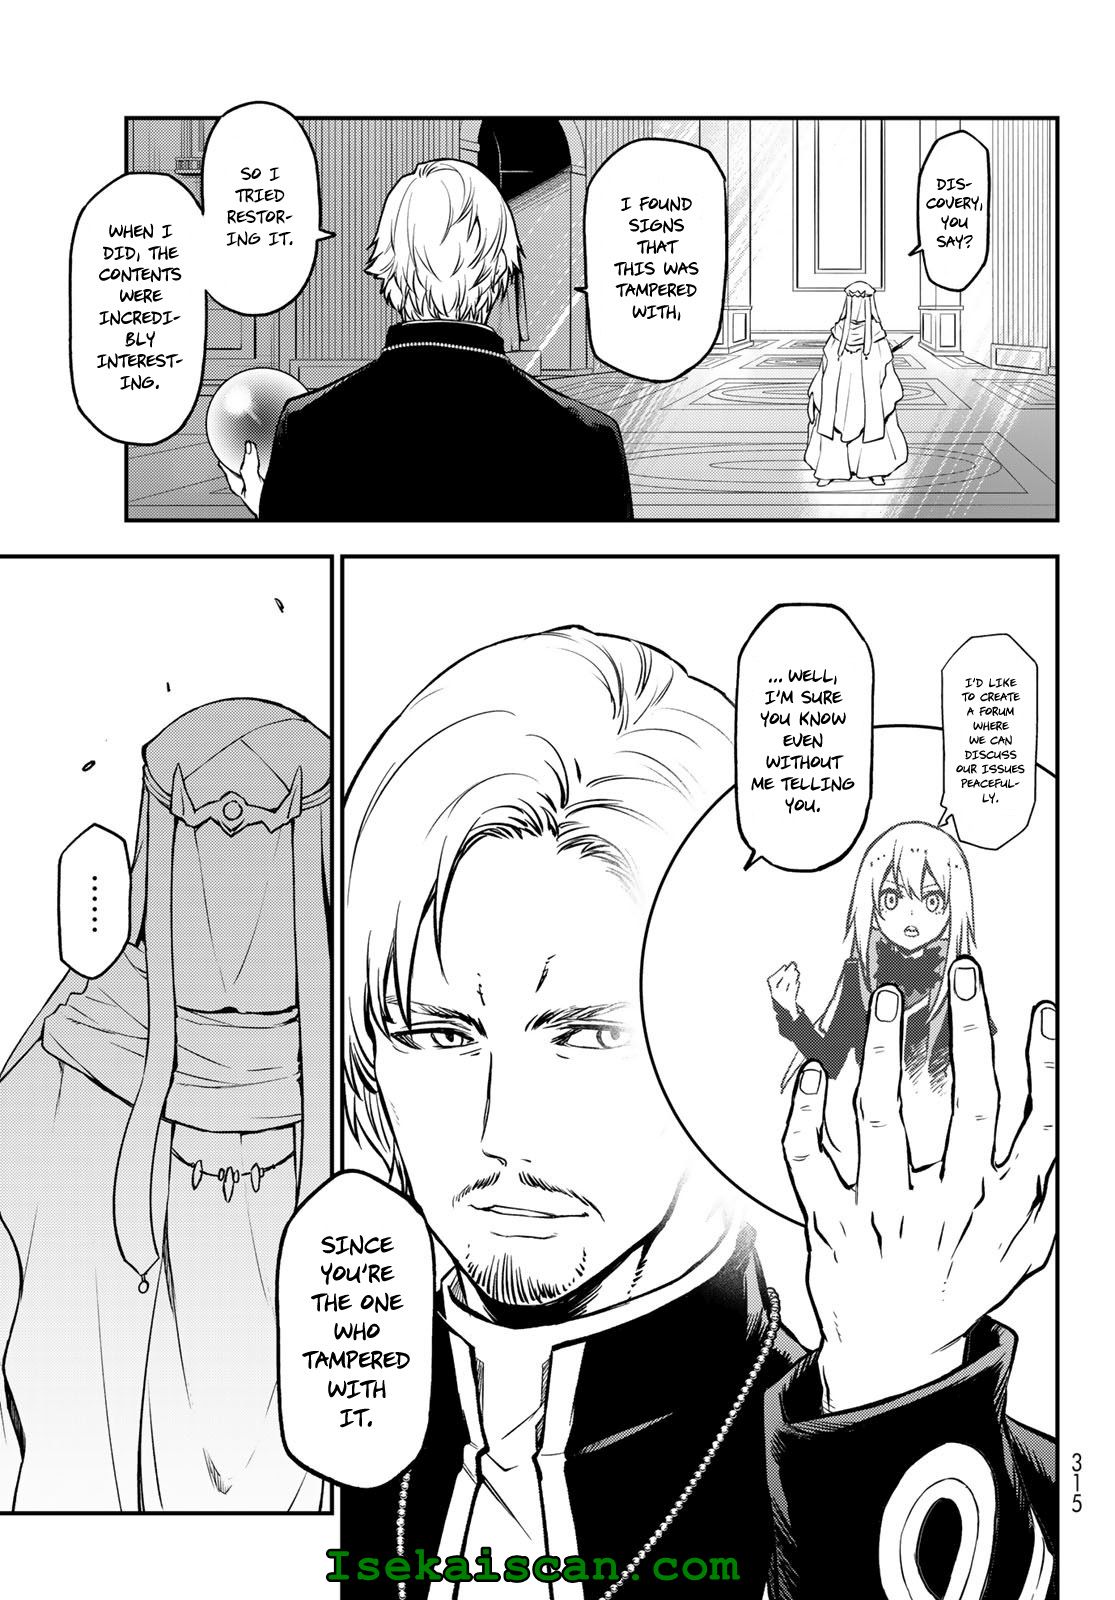 DIS-
COVERY,
YOU
SAY?
I FOUND
SIGNS
THAT
THIS WAS
TAMPERED
WITH,
SO I
TRIED
RESTOR-
ING IT.
WHEN I
DID, THE
CONTENTS
WERE
INCREDI-
BLY
INTEREST-
ING.
I'D LIKE
TO CREATE
A FORUM
WHERE
WE CAN
DISCUSS
OUR ISSUES
PEACEFUL-
LY.
... WELL,
I'M SURE
YOU KNOW
EVEN
WITHOUT
ME TELLING
YOU.
SINCE
YOU'RE
THE ONE
WHO
TAMPERED
WITH
IT.
........
315
Isekaiscan.com